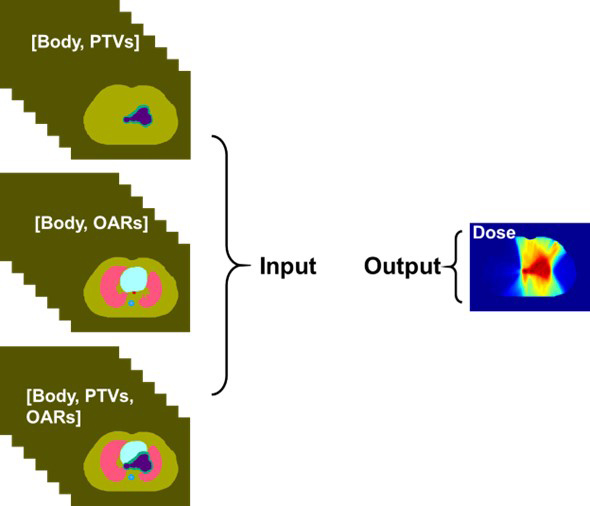 [Body, PTVs]
[Body, OARs]
[Body, PTVs,
OARs]
Input
Output
Dose